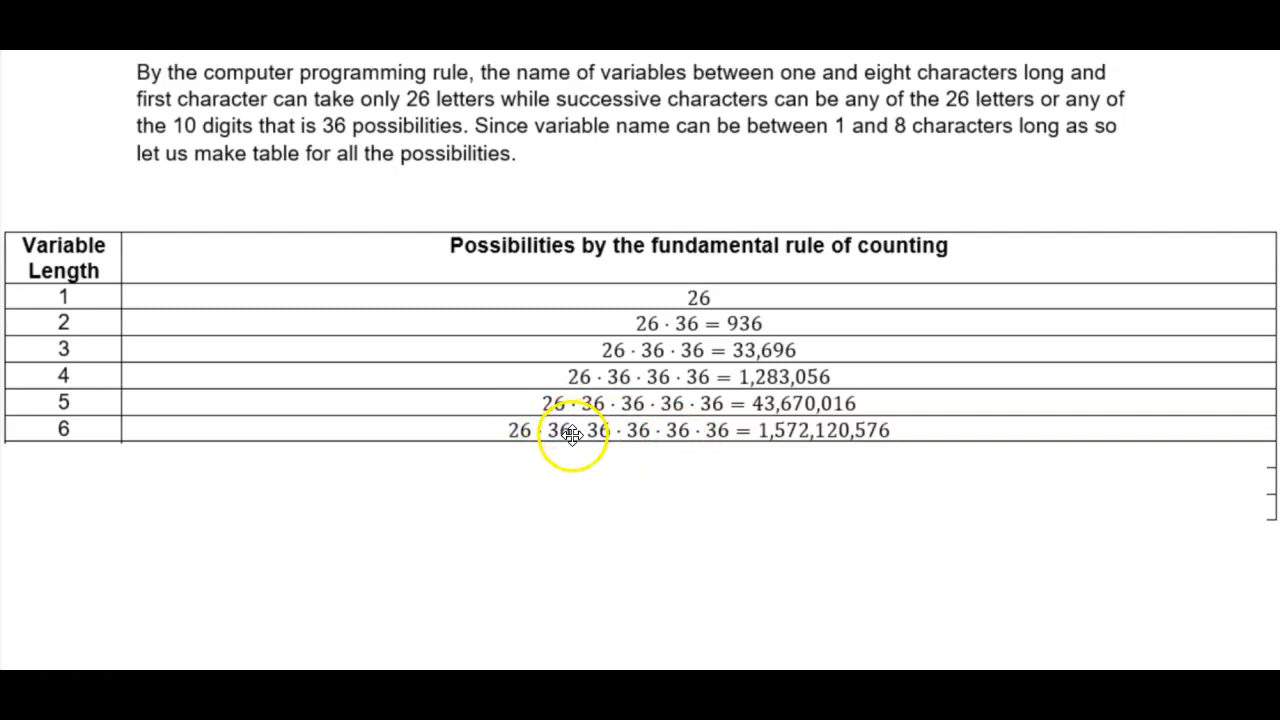 By the computer programming rule, the name of variables between one and eight characters long and
first character can take only 26 letters while successive characters can be any of the 26 letters or any of
the 10 digits that is 36 possibilities. Since variable name can be between 1 and 8 characters long as so
let us make table for all the possibilities.
Variable Length Possibilities by the fundamental rule of counting
1 26
2 26 · 36 = 936
3 26 · 36 · 36 = 33,696
4 26 · 36 · 36 · 36 = 1,283,056
5 26 · 36 · 36 · 36 · 36 = 43,670,016
6 26 · 36 · 36 · 36 · 36 · 36 = 1,572,120,576